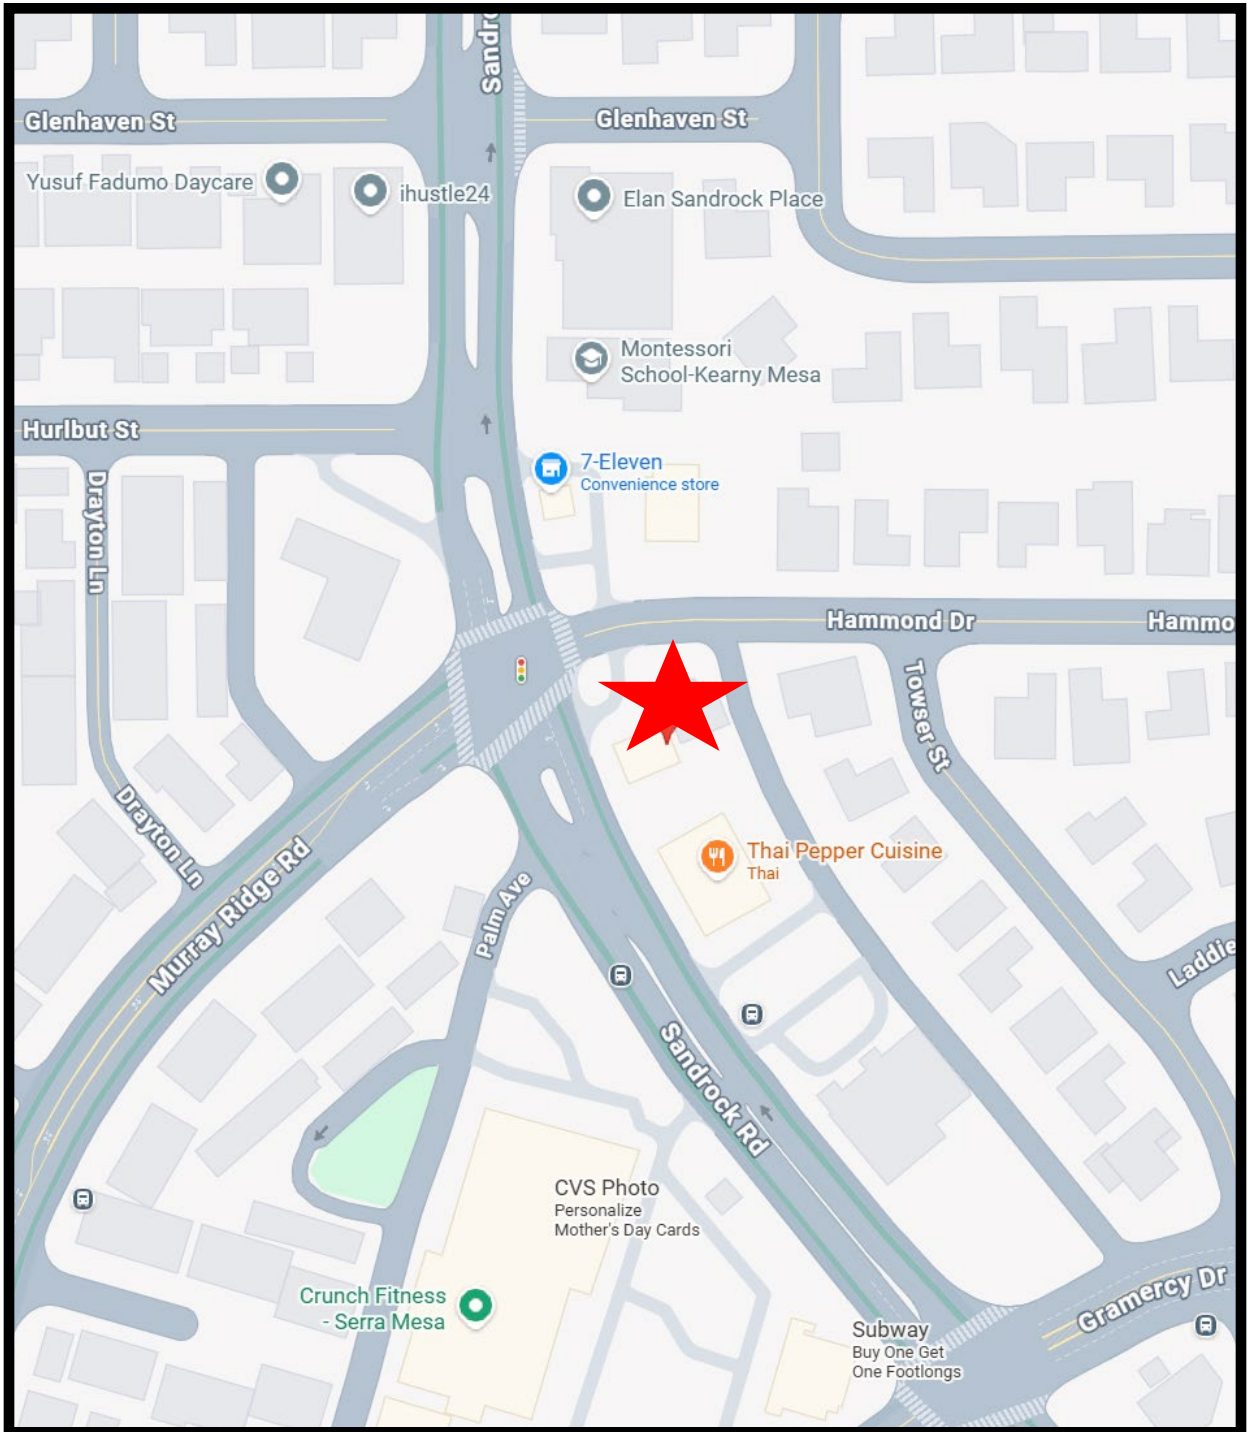 Sandro
Glenhaven St
Glenhaven St
Yusuf Fadumo Daycare
ihustle24
Elan Sandrock Place
Montessori
School-Kearny Mesa
Hurlbut St
7-Eleven
Convenience store
Drayton Ln
Hammond Dr
Hammo
Towser St
Drayton Ln
Murray Ridge Rd
Palm Ave
Thai Pepper Cuisine
Thai
Laddie
Sandrock Rd
CVS Photo
Personalize
Mother's Day Cards
Crunch Fitness
- Serra Mesa
Gramercy Dr
Subway
Buy One Get
One Footlongs